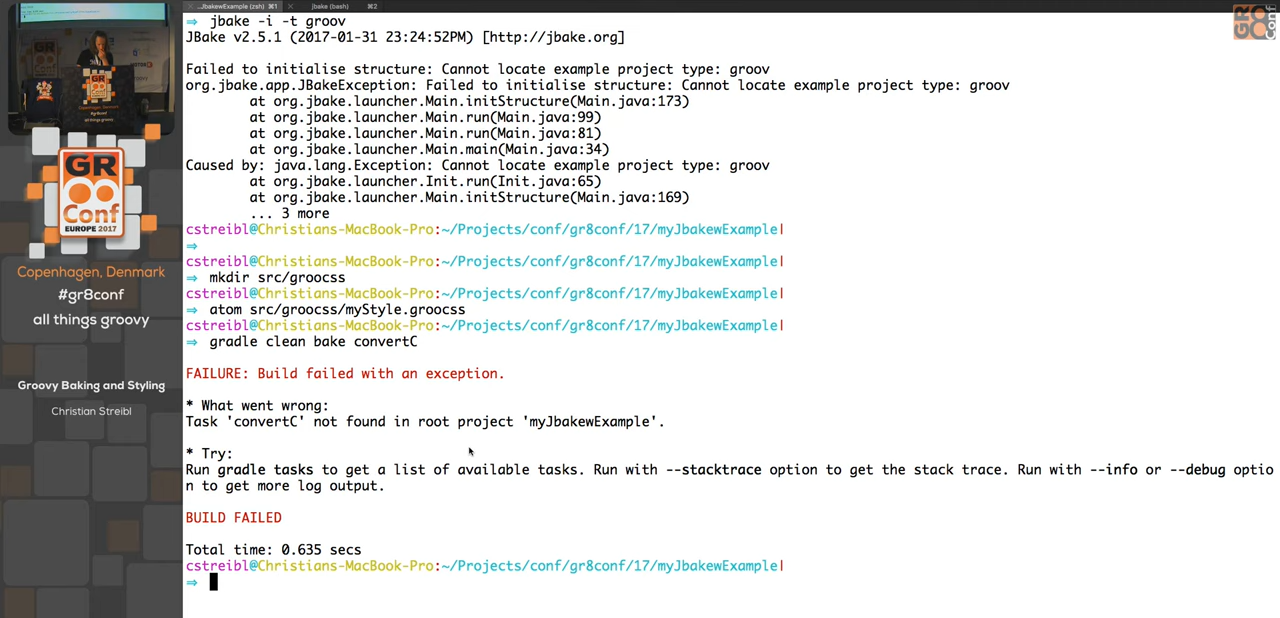 ..JbakewExample (zsh) ⌘1
jbake (bash) ⌘2
⇒ jbake -i -t groov
JBake v2.5.1 (2017-01-31 23:24:52PM) [http://jbake.org]
Failed to initialise structure: Cannot locate example project type: groov
org.jbake.app.JBakeException: Failed to initialise structure: Cannot locate example project type: groov
at org.jbake.launcher.Main.initStructure(Main.java:173)
at org.jbake.launcher.Main.run(Main.java:99)
at org.jbake.launcher.Main.run(Main.java:81)
at org.jbake.launcher.Main.main(Main.java:34)
Caused by: java.lang.Exception: Cannot locate example project type: groov
at org.jbake.launcher.Init.run(Init.java:65)
at org.jbake.launcher.Main.initStructure(Main.java:169)
... 3 more
cstreibl@Christians-MacBook-Pro:~/Projects/conf/gr8conf/17/myJbakewExample|
⇒
cstreibl@Christians-MacBook-Pro:~/Projects/conf/gr8conf/17/myJbakewExample|
⇒ mkdir src/groocss
cstreibl@Christians-MacBook-Pro:~/Projects/conf/gr8conf/17/myJbakewExample|
⇒ atom src/groocss/myStyle.groocss
cstreibl@Christians-MacBook-Pro:~/Projects/conf/gr8conf/17/myJbakewExample|
⇒ gradle clean bake convertC
FAILURE: Build failed with an exception.
* What went wrong:
Task 'convertC' not found in root project 'myJbakewExample'.
* Try:
Run gradle tasks to get a list of available tasks. Run with --stacktrace option to get the stack trace. Run with --info or --debug optio
n to get more log output.
BUILD FAILED
Total time: 0.635 secs
cstreibl@Christians-MacBook-Pro:~/Projects/conf/gr8conf/17/myJbakewExample|
⇒
GR
Conf
EUROPE 2017
Copenhagen, Denmark
#gr8conf
all things groovy
Groovy Baking and Styling
Christian Streibl
GR
Conf